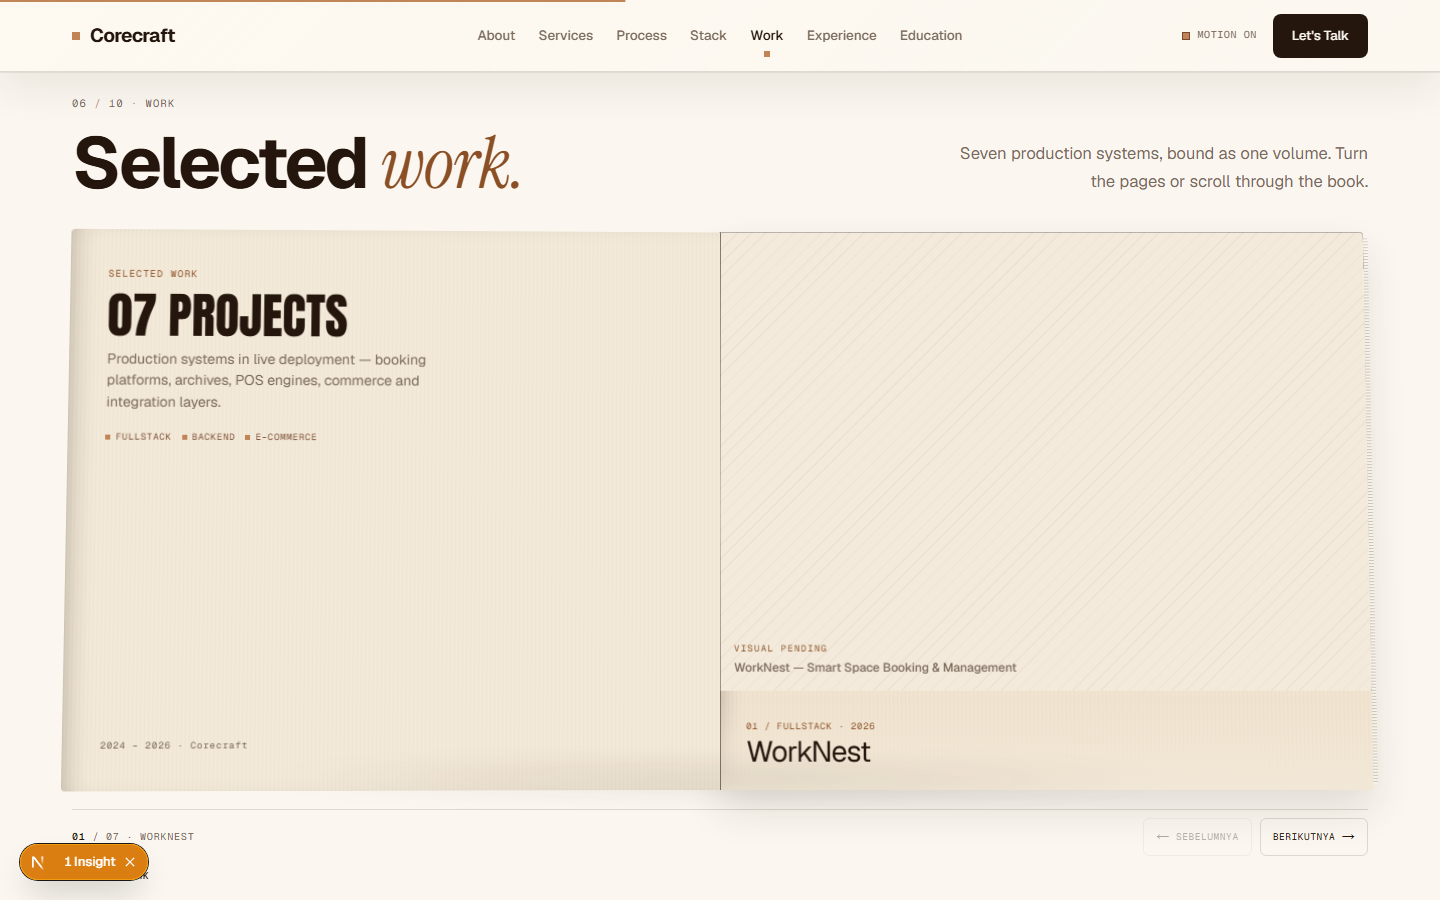 Corecraft
About Services Process Stack Work Experience Education
MOTION ON
Let's Talk
06 / 10 · WORK
Selected work.
Seven production systems, bound as one volume. Turn
the pages or scroll through the book.
SELECTED WORK
07 PROJECTS
Production systems in live deployment — booking
platforms, archives, POS engines, commerce and
integration layers.
FULLSTACK BACKEND E-COMMERCE
2024 – 2026 · Corecraft
VISUAL PENDING
WorkNest — Smart Space Booking & Management
01 / FULLSTACK · 2026
WorkNest
01 / 07 · WORKNEST
← SEBELUMNYA
BERIKUTNYA →
1 Insight